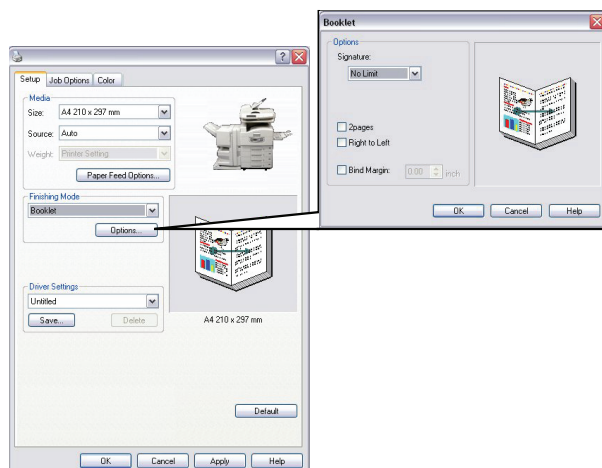 Setup
Job Options
Color
Media
Size:
A4 210 x 297 mm
Source:
Auto
Weight:
Printer Setting
Paper Feed Options...
Finishing Mode
Booklet
Options...
Driver Settings
Untitled
Save...
Delete
A4 210 x 297 mm
Default
OK
Cancel
Apply
Help
Booklet
Options
Signature:
No Limit
2pages
Right to Left
Bind Margin:
0.00
inch
OK
Cancel
Help